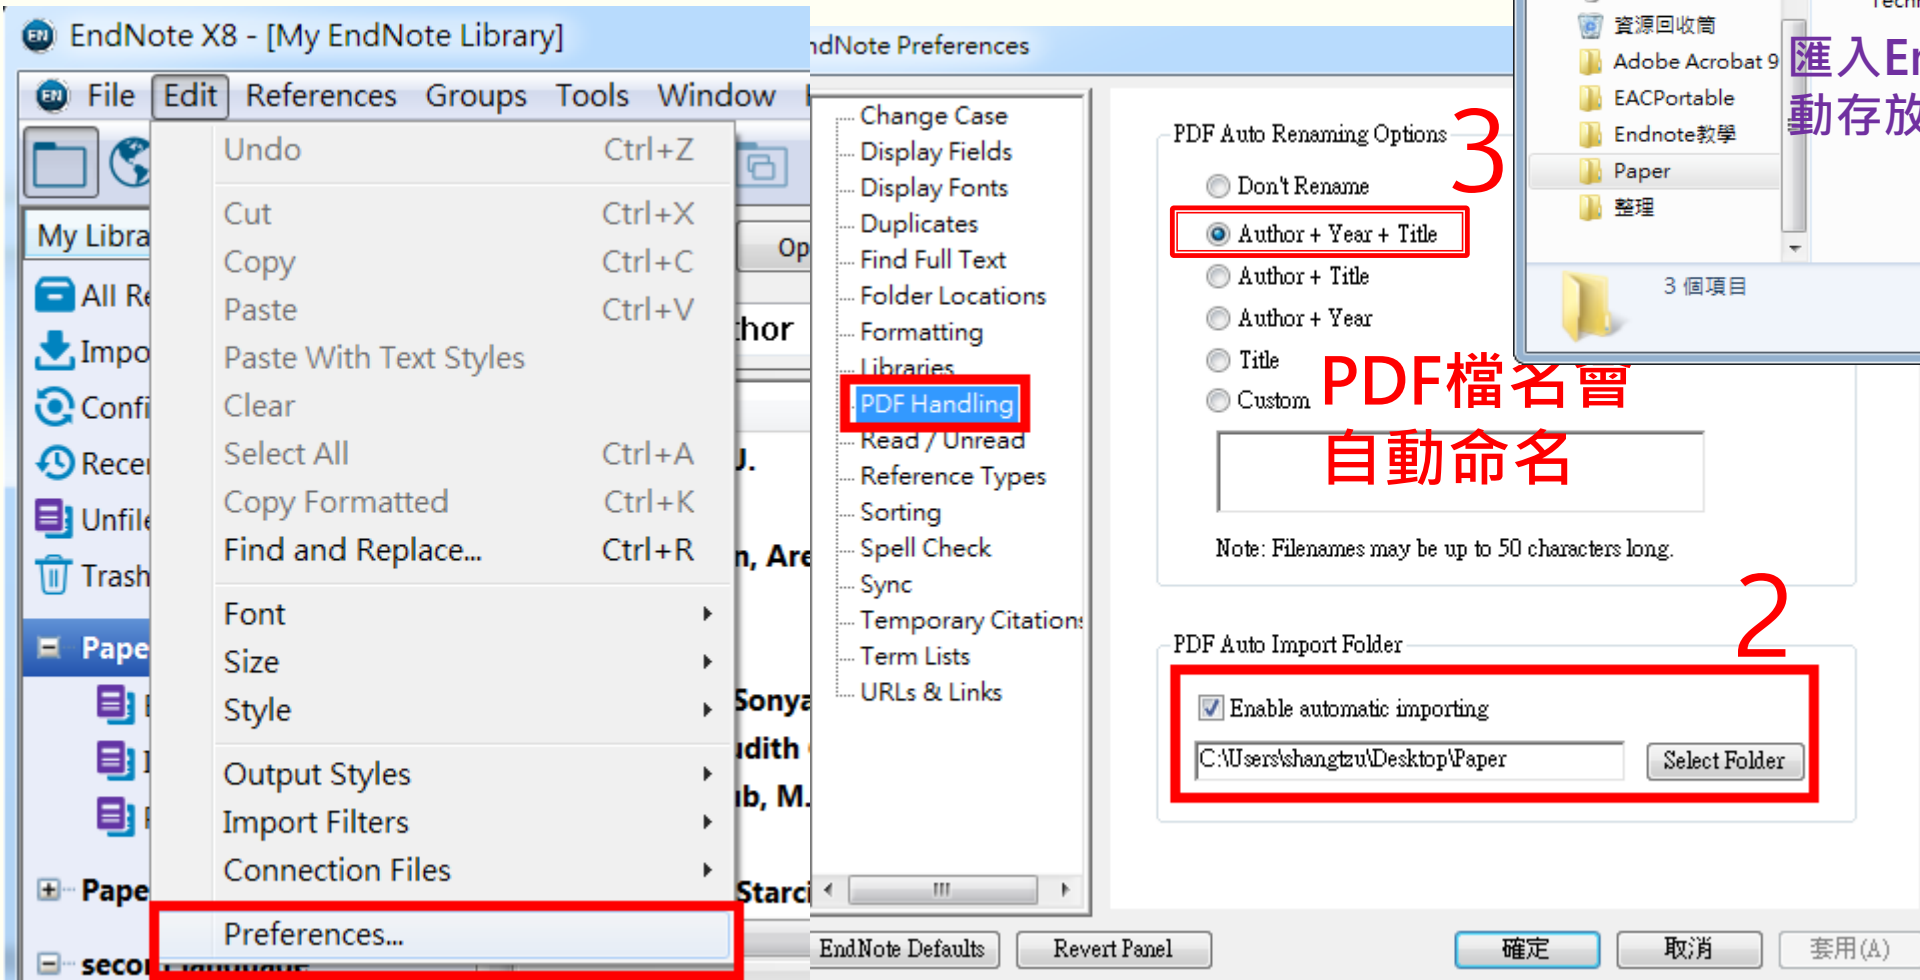 EndNote X8 - [My EndNote Library]
File Edit References Groups Tools Window
Undo Ctrl+Z
Cut Ctrl+X
Copy Ctrl+C
Paste Ctrl+V
Paste With Text Styles
Clear
Select All Ctrl+A
Copy Formatted Ctrl+K
Find and Replace... Ctrl+R
Font
Size
Style
Output Styles
Import Filters
Connection Files
Preferences...
My Libra
All Re
Impo
Confi
Recen
Unfile
Trash
Pape
Pape
Op
thor
J.
n, Are
Sonya
udith
ub, M.
Starci
ndNote Preferences
Change Case
Display Fields
Display Fonts
Duplicates
Find Full Text
Folder Locations
Formatting
Libraries
PDF Handling
Read / Unread
Reference Types
Sorting
Spell Check
Sync
Temporary Citations
Term Lists
URLs & Links
PDF Auto Renaming Options
3
Don't Rename
Author + Year + Title
Author + Title
Author + Year
Title
Custom
PDF檔名會
自動命名
Note: Filenames may be up to 50 characters long.
2
PDF Auto Import Folder
Enable automatic importing
C:\Users\shangtzu\Desktop\Paper
Select Folder
EndNote Defaults Revert Panel 確定 取消 套用(A)
資源回收筒
Adobe Acrobat 9
EACPortable
Endnote教學
Paper
整理
3 個項目
匯入En
動存放